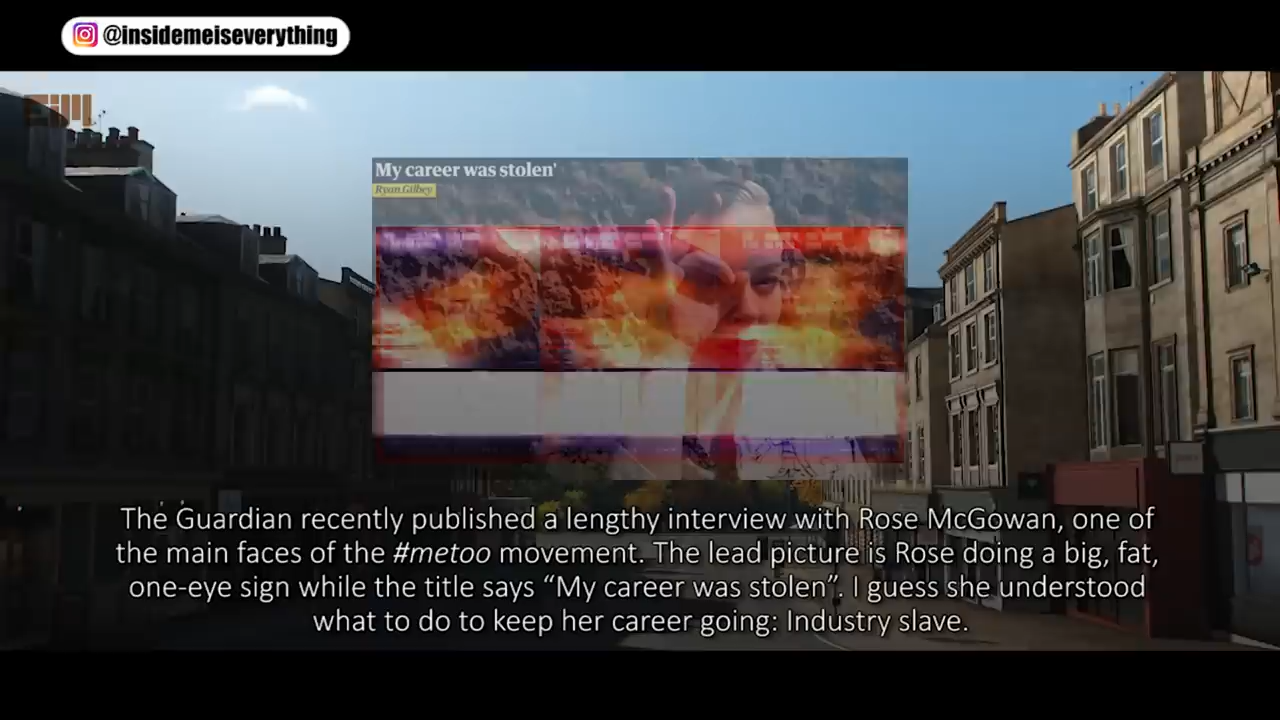 @insidemeiseverything
My career was stolen'
Ryan Gilbey
The Guardian recently published a lengthy interview with Rose McGowan, one of
the main faces of the #metoo movement. The lead picture is Rose doing a big, fat,
one-eye sign while the title says “My career was stolen”. I guess she understood
what to do to keep her career going: Industry slave.